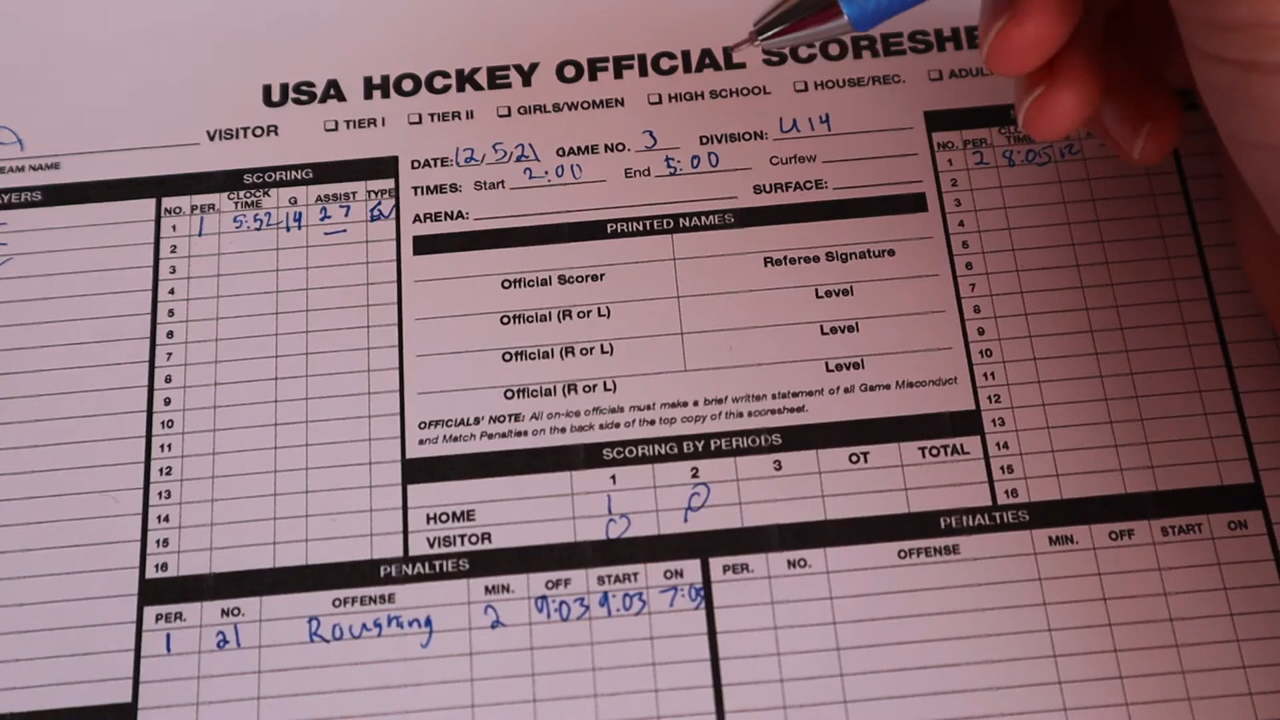 USA HOCKEY OFFICIAL SCORESHE
VISITOR ☐ TIER I ☐ TIER II ☐ GIRLS/WOMEN ☐ HIGH SCHOOL ☐ HOUSE/REC. ☐ ADUL
EAM NAME
DATE: 12,5,21 GAME NO. 3 DIVISION: U14
TIMES: Start 2:00 End 5:00 Curfew
ARENA: SURFACE:
YERS
SCORING
NO. PER. CLOCK TIME G ASSIST TYPE
1 1 5:52 14 27 EV
2
3
4
5
6
7
8
9
10
11
12
13
14
15
16
PRINTED NAMES
Official Scorer Referee Signature
Official (R or L) Level
Official (R or L) Level
Official (R or L) Level
OFFICIALS' NOTE: All on-ice officials must make a brief written statement of all Game Misconduct
and Match Penalties on the back side of the top copy of this scoresheet.
SCORING BY PERIODS
1 2 3 OT TOTAL
HOME 1 0
VISITOR 0
NO. PER. TIME
1 2 8:05 12
2
3
4
5
6
7
8
9
10
11
12
13
14
15
16
PENALTIES
PER. NO. OFFENSE MIN. OFF START ON
1 21 Roughing 2 9:03 9:03 7:03
PENALTIES
PER. NO. OFFENSE MIN. OFF START ON